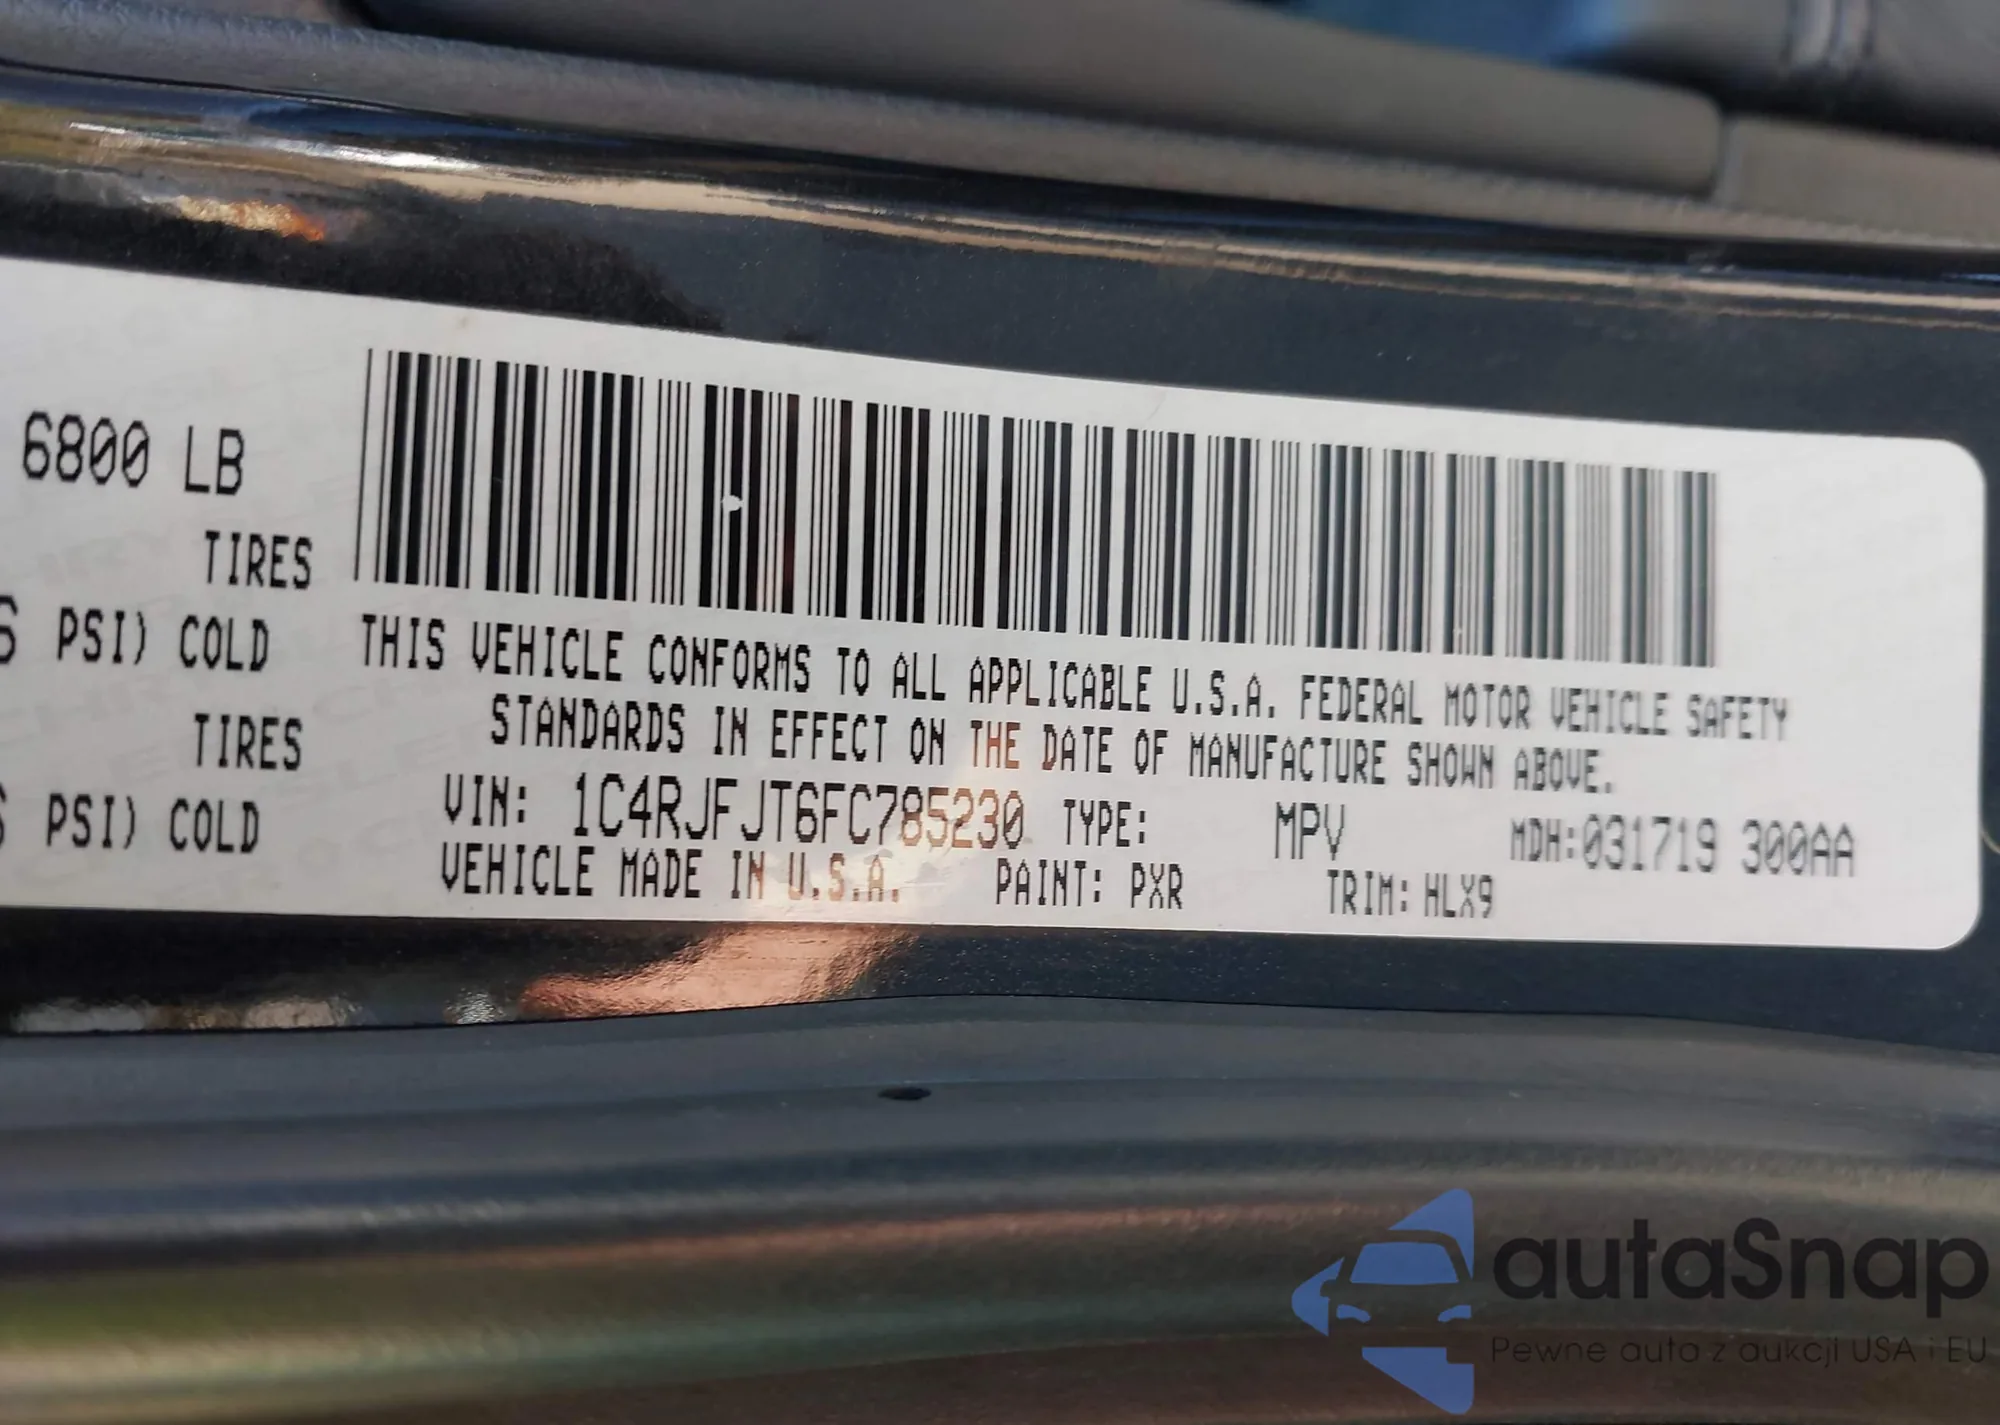 6800 LB
TIRES
PSI) COLD
TIRES
PSI) COLD
THIS VEHICLE CONFORMS TO ALL APPLICABLE U.S.A. FEDERAL MOTOR VEHICLE SAFETY
STANDARDS IN EFFECT ON THE DATE OF MANUFACTURE SHOWN ABOVE.
VIN: 1C4RJFJT6FC785230 TYPE: MPV MDH:031719 300AA
VEHICLE MADE IN U.S.A. PAINT: PXR TRIM: HLX9
autaSnap
Pewne auta z aukcji USA i EU